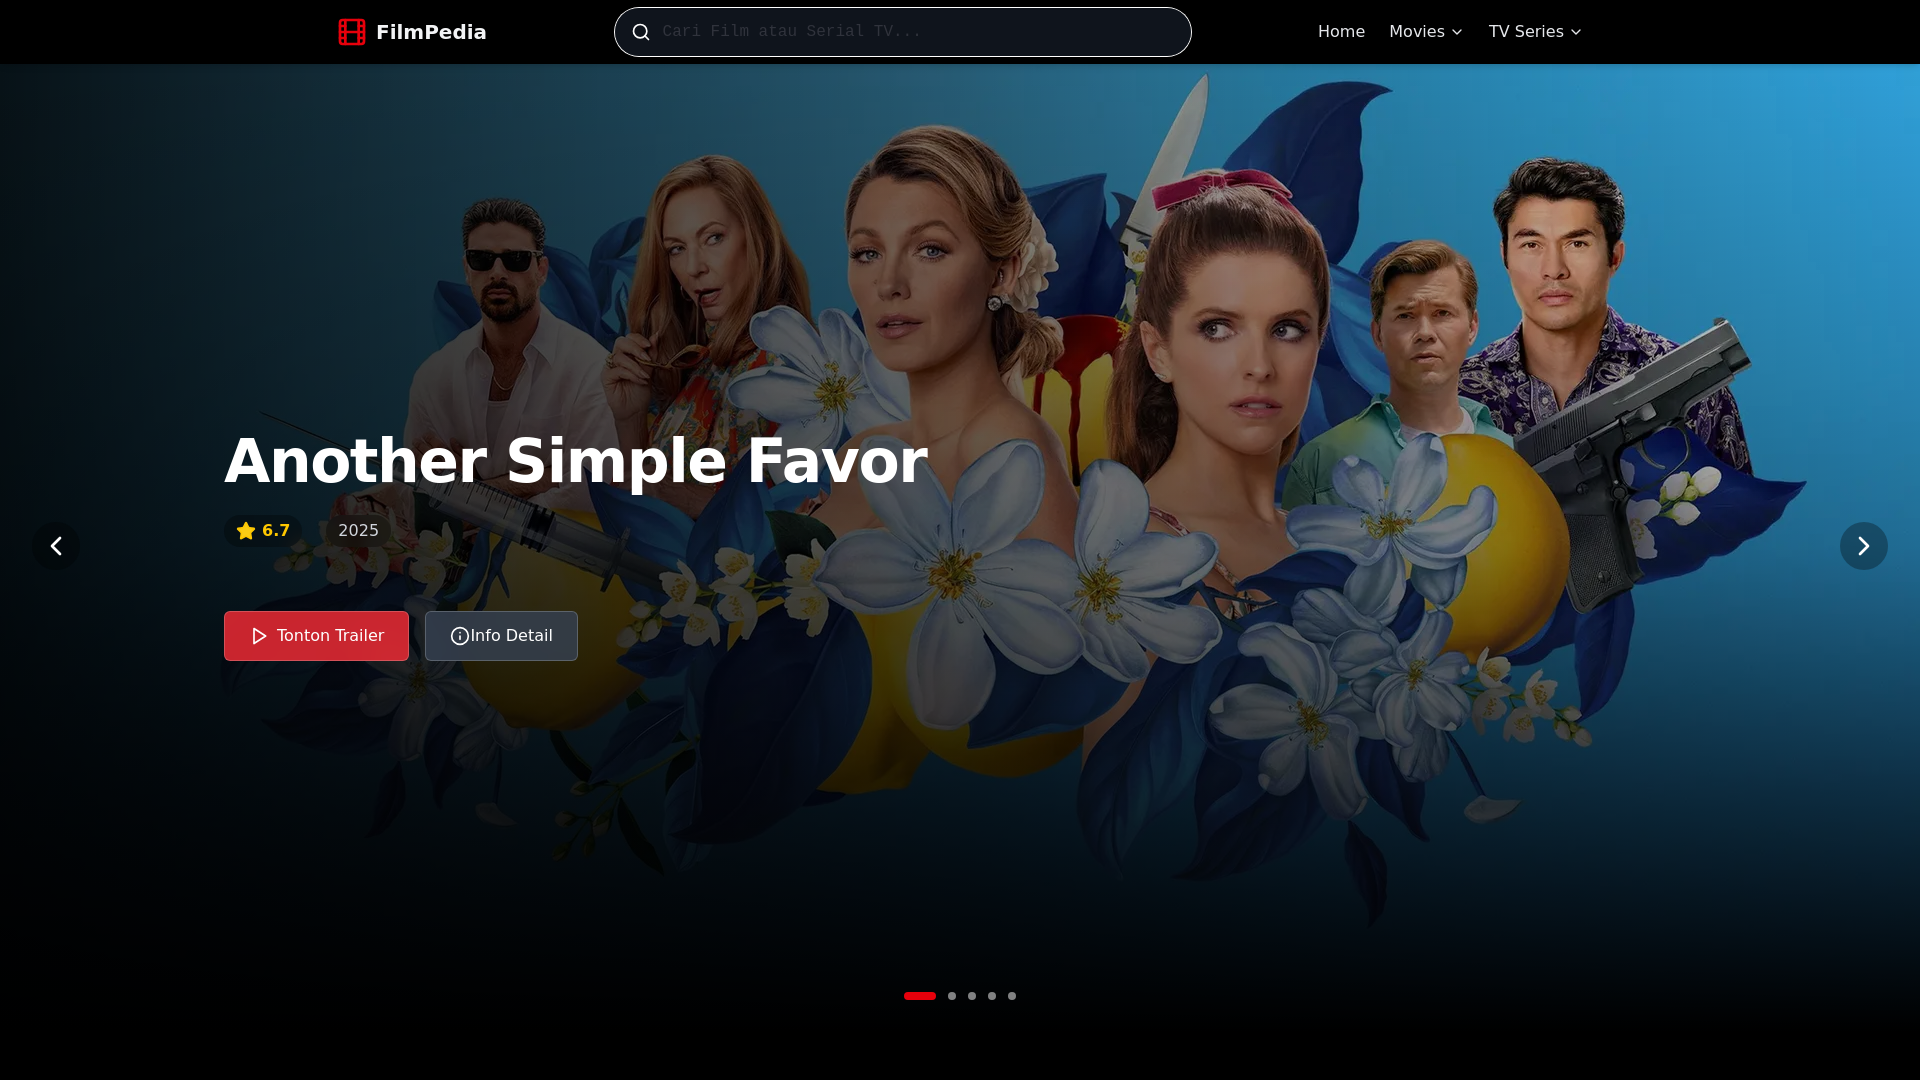 FilmPedia
Cari Film atau Serial TV...
Home
Movies
TV Series
Another Simple Favor
6.7
2025
Tonton Trailer
Info Detail